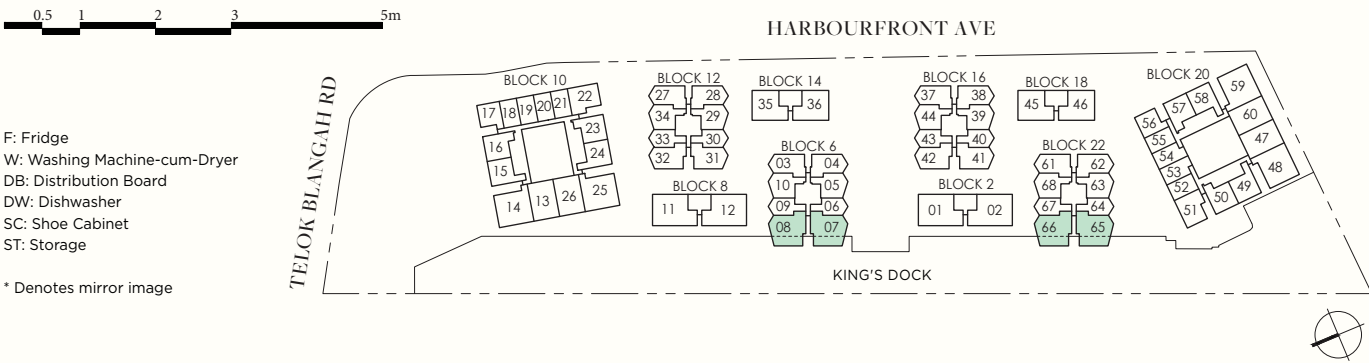 0.5 1 2 3 5m
HARBOURFRONT AVE
TELOK BLANGAH RD
F: Fridge
W: Washing Machine-cum-Dryer
DB: Distribution Board
DW: Dishwasher
SC: Shoe Cabinet
ST: Storage
* Denotes mirror image
BLOCK 10
17 18 19 20 21 22
16 23
15 24
14 13 26 25
BLOCK 12
27 28
34 29
33 30
32 31
BLOCK 14
35 36
BLOCK 8
11 12
BLOCK 6
03 04
10 05
09 06
08 07
BLOCK 16
37 38
44 39
43 40
42 41
BLOCK 18
45 46
BLOCK 2
01 02
BLOCK 22
61 62
68 63
67 64
66 65
BLOCK 20
56 57 58 59
55 60
54 47
53 48
52 49
51 50
KING'S DOCK